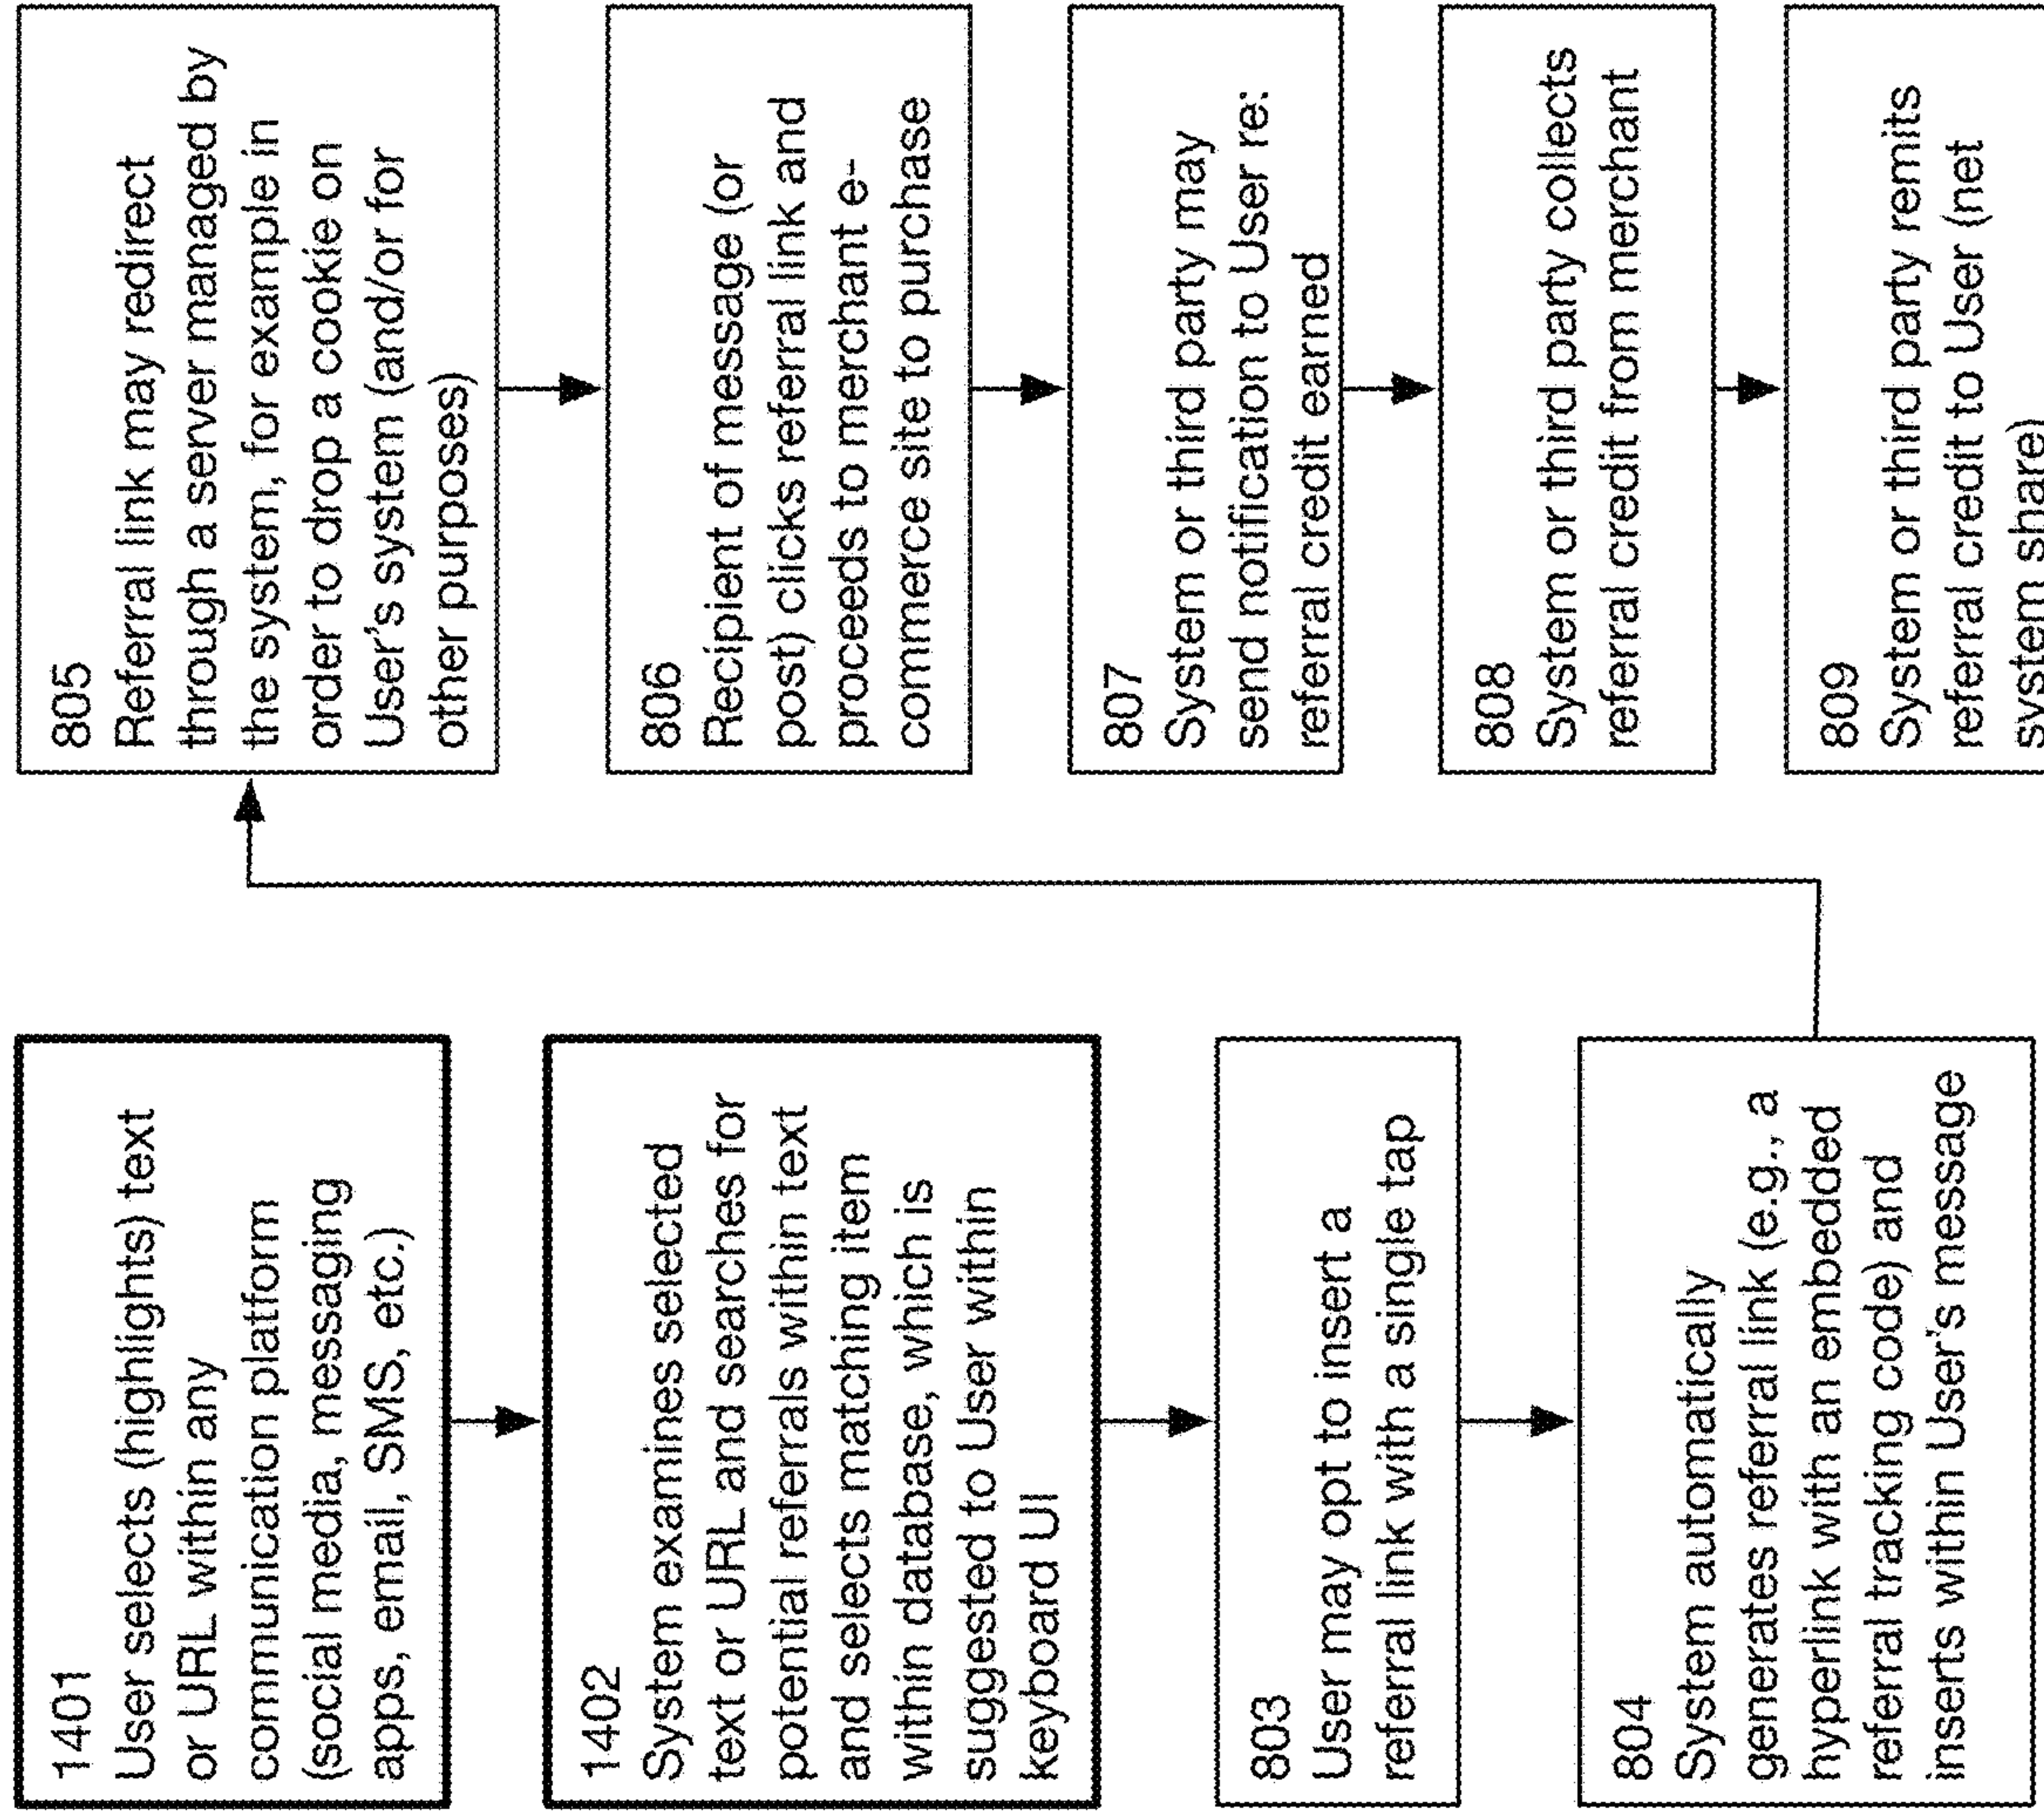 1401
User selects (highlights) text
or URL within any
communication platform
(social media, messaging
apps, email, SMS, etc.)
1402
System examines selected
text or URL and searches for
potential referrals within text
and selects matching item
within database, which is
suggested to User within
keyboard UI
803
User may opt to insert a
referral link with a single tap
804
System automatically
generates referral link (e.g., a
hyperlink with an embedded
referral tracking code) and
inserts within User's message
805
Referral link may redirect
through a server managed by
the system, for example in
order to drop a cookie on
User's system (and/or for
other purposes)
806
Recipient of message (or
post) clicks referral link and
proceeds to merchant e-
commerce site to purchase
807
System or third party may
send notification to User re:
referral credit earned
808
System or third party collects
referral credit from merchant
809
System or third party remits
referral credit to User (net
system share)